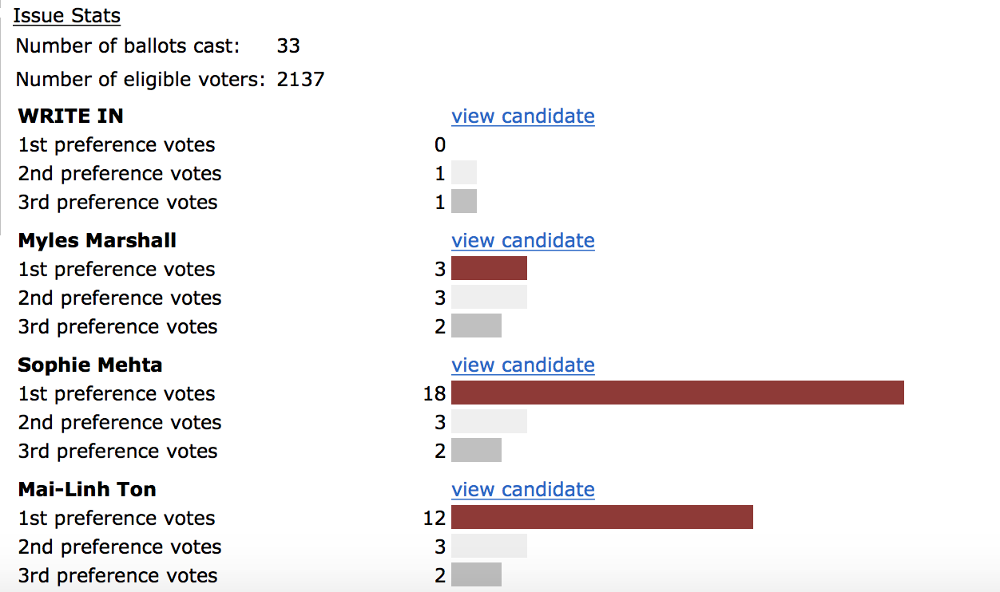 Issue Stats
Number of ballots cast: 33
Number of eligible voters: 2137
WRITE IN view candidate
1st preference votes 0
2nd preference votes 1
3rd preference votes 1
Myles Marshall view candidate
1st preference votes 3
2nd preference votes 3
3rd preference votes 2
Sophie Mehta view candidate
1st preference votes 18
2nd preference votes 3
3rd preference votes 2
Mai-Linh Ton view candidate
1st preference votes 12
2nd preference votes 3
3rd preference votes 2